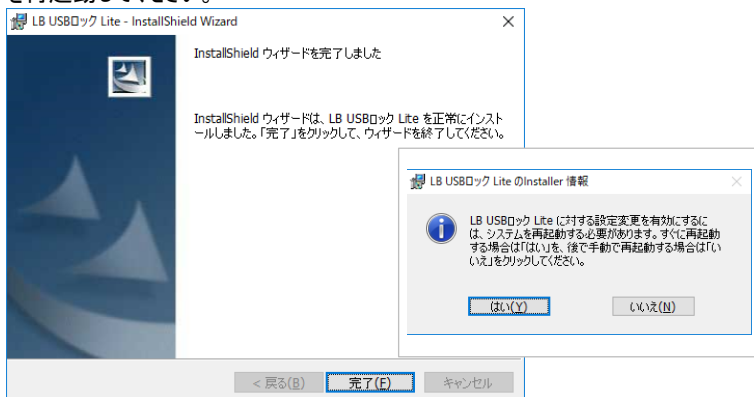 を再起動してください。
LB USBロック Lite - InstallShield Wizard
InstallShield ウィザードを完了しました
InstallShield ウィザードは、LB USBロック Lite を正常にインスト
ールしました。「完了」をクリックして、ウィザードを終了してください。
LB USBロック Lite のInstaller 情報
LB USBロック Lite に対する設定変更を有効にするに
は、システムを再起動する必要があります。すぐに再起動
する場合は「はい」を、後で手動で再起動する場合は「い
いえ」をクリックしてください。
はい(Y)
いいえ(N)
< 戻る(B)
完了(F)
キャンセル